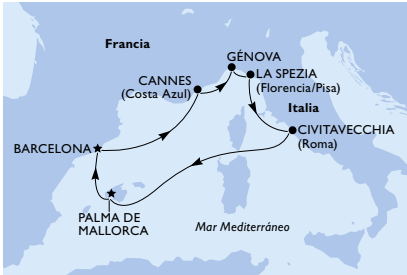 Francia
GÉNOVA
CANNES
(Costa Azul)
LA SPEZIA
(Florencia/Pisa)
Italia
CIVITAVECCHIA
(Roma)
BARCELONA
PALMA DE
MALLORCA
Mar Mediterráneo